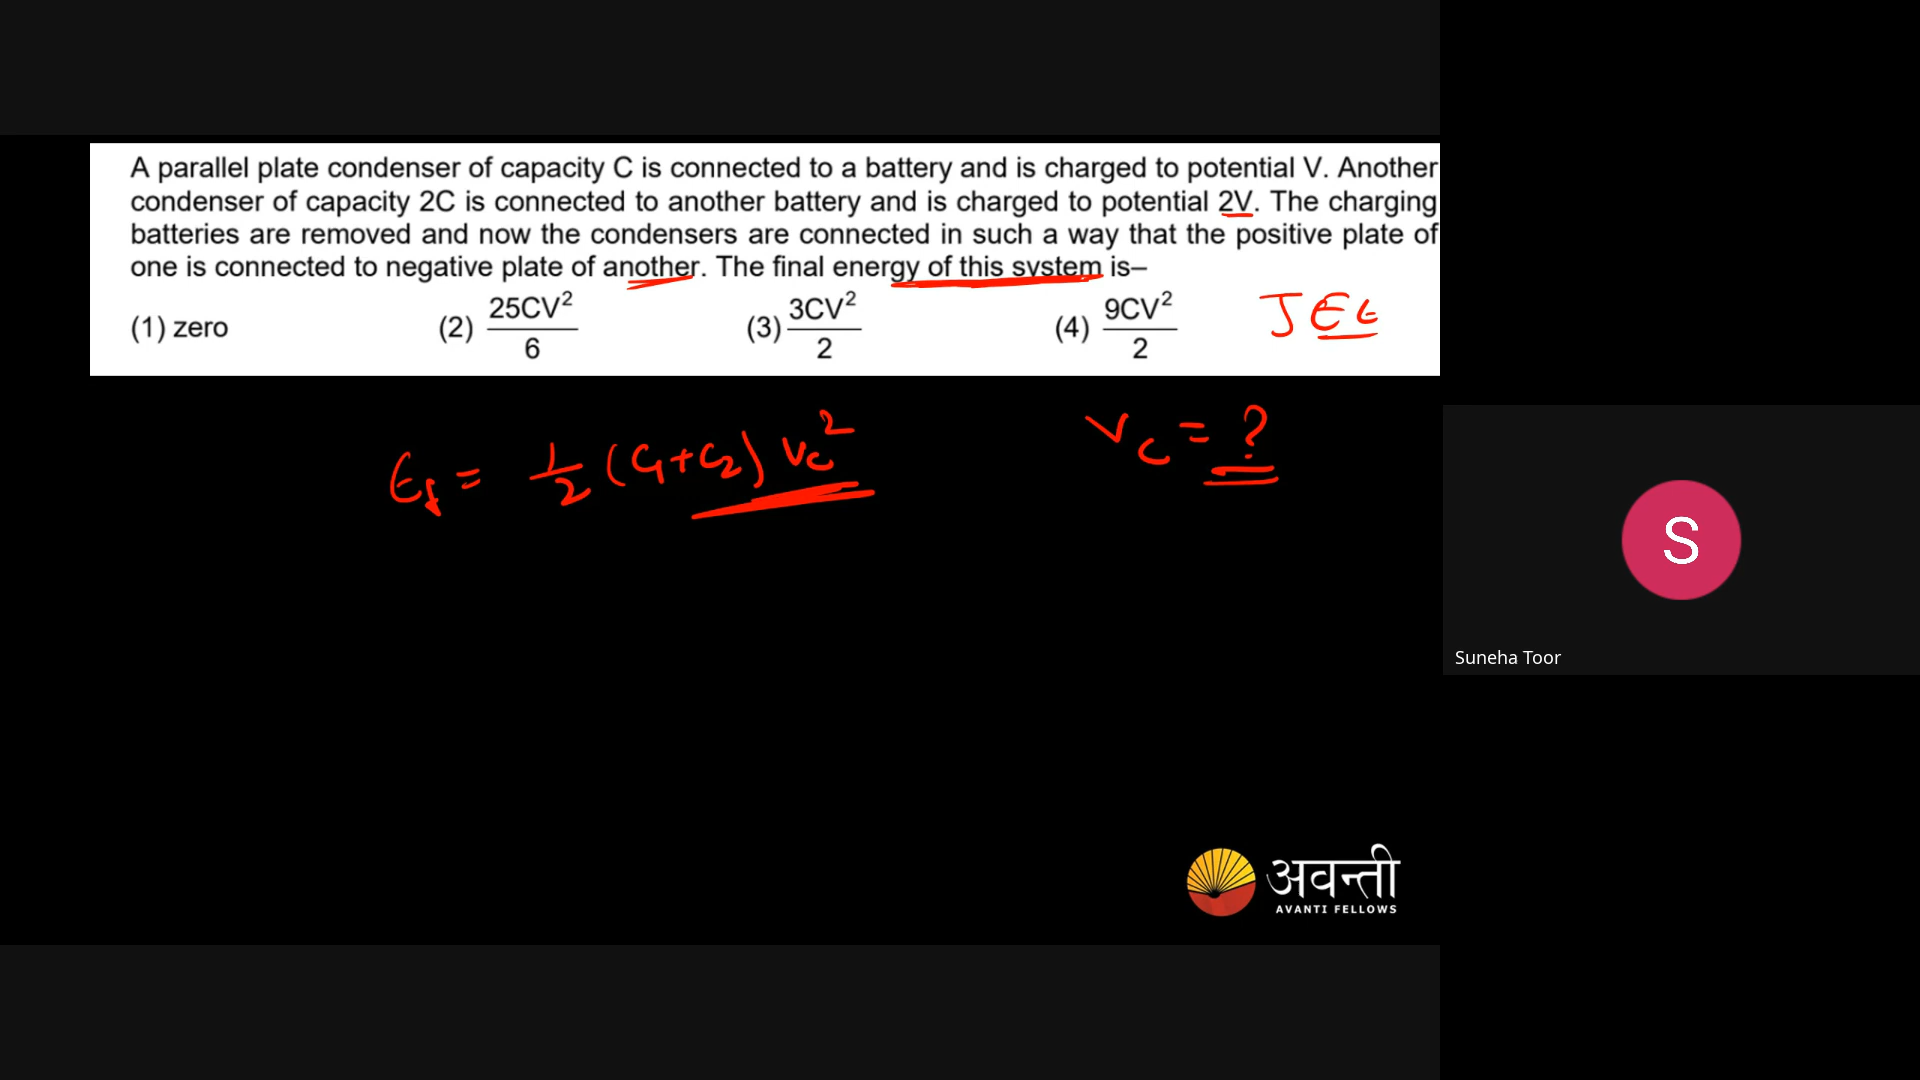 A parallel plate condenser of capacity C is connected to a battery and is charged to potential V. Another
condenser of capacity 2C is connected to another battery and is charged to potential 2V. The charging
batteries are removed and now the condensers are connected in such a way that the positive plate of
one is connected to negative plate of another. The final energy of this system is–
(1) zero (2) 25CV²/6 (3) 3CV²/2 (4) 9CV²/2
JEE
E_f = 1/2 (C₁+C₂) V_C² V_C = ?
S
Suneha Toor
अवन्ती
AVANTI FELLOWS